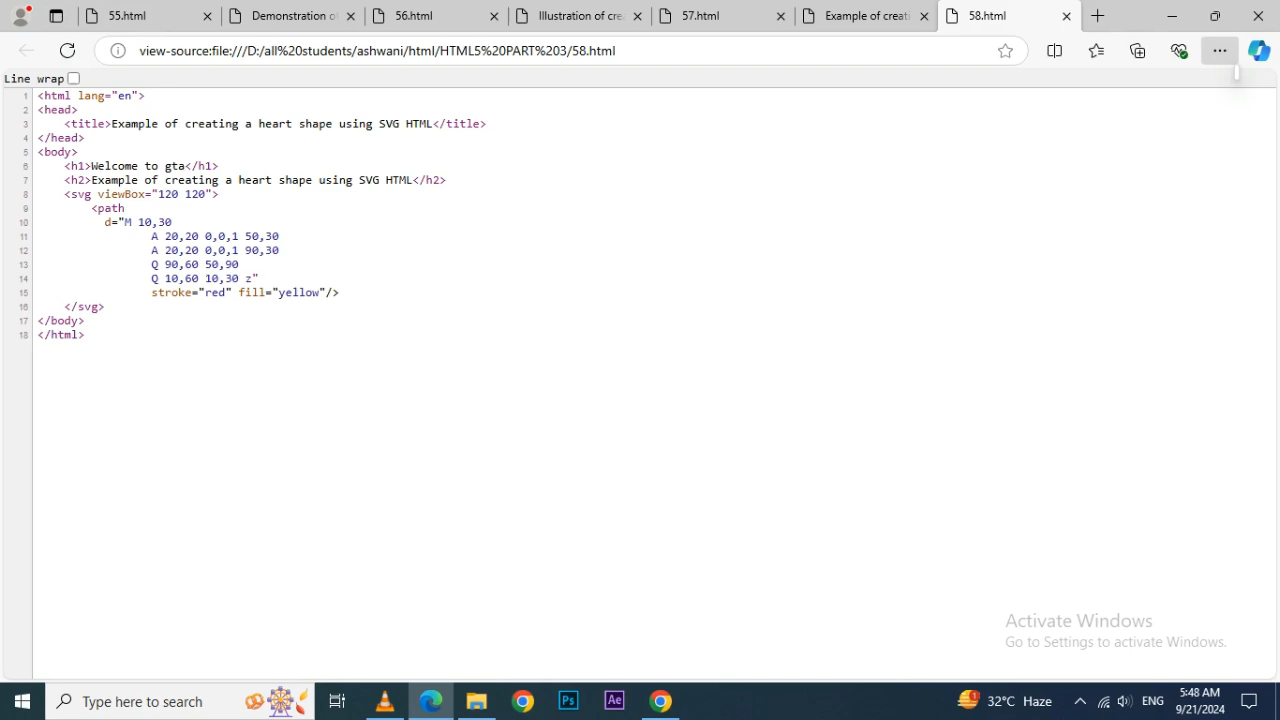 55.html
Demonstration o
56.html
Illustration of cre
57.html
Example of creati
58.html
view-source:file:///D:/all%20students/ashwani/html/HTML5%20PART%203/58.html
Line wrap
1 <html lang="en">
2 <head>
3 <title>Example of creating a heart shape using SVG HTML</title>
4 </head>
5 <body>
6 <h1>Welcome to gta</h1>
7 <h2>Example of creating a heart shape using SVG HTML</h2>
8 <svg viewBox="120 120">
9 <path
10 d="M 10,30
11 A 20,20 0,0,1 50,30
12 A 20,20 0,0,1 90,30
13 Q 90,60 50,90
14 Q 10,60 10,30 z"
15 stroke="red" fill="yellow"/>
16 </svg>
17 </body>
18 </html>
Activate Windows
Go to Settings to activate Windows.
Type here to search
Ps
Ae
1
32°C Haze
ENG
5:48 AM
9/21/2024